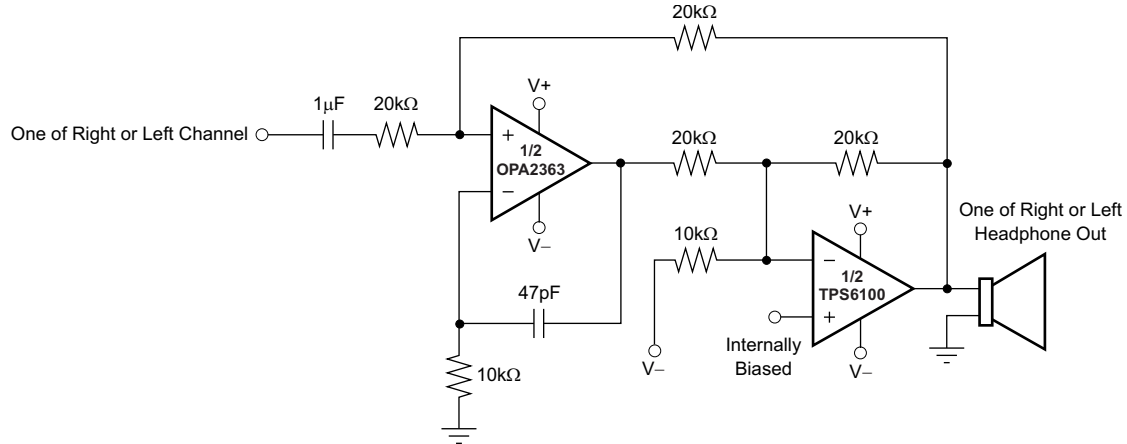 20kΩ
1μF
20kΩ
One of Right or Left Channel
V+
+
1/2
OPA2363
−
V−
20kΩ
20kΩ
10kΩ
V−
47pF
10kΩ
V+
−
1/2
TPS6100
+
V−
Internally
Biased
One of Right or Left
Headphone Out